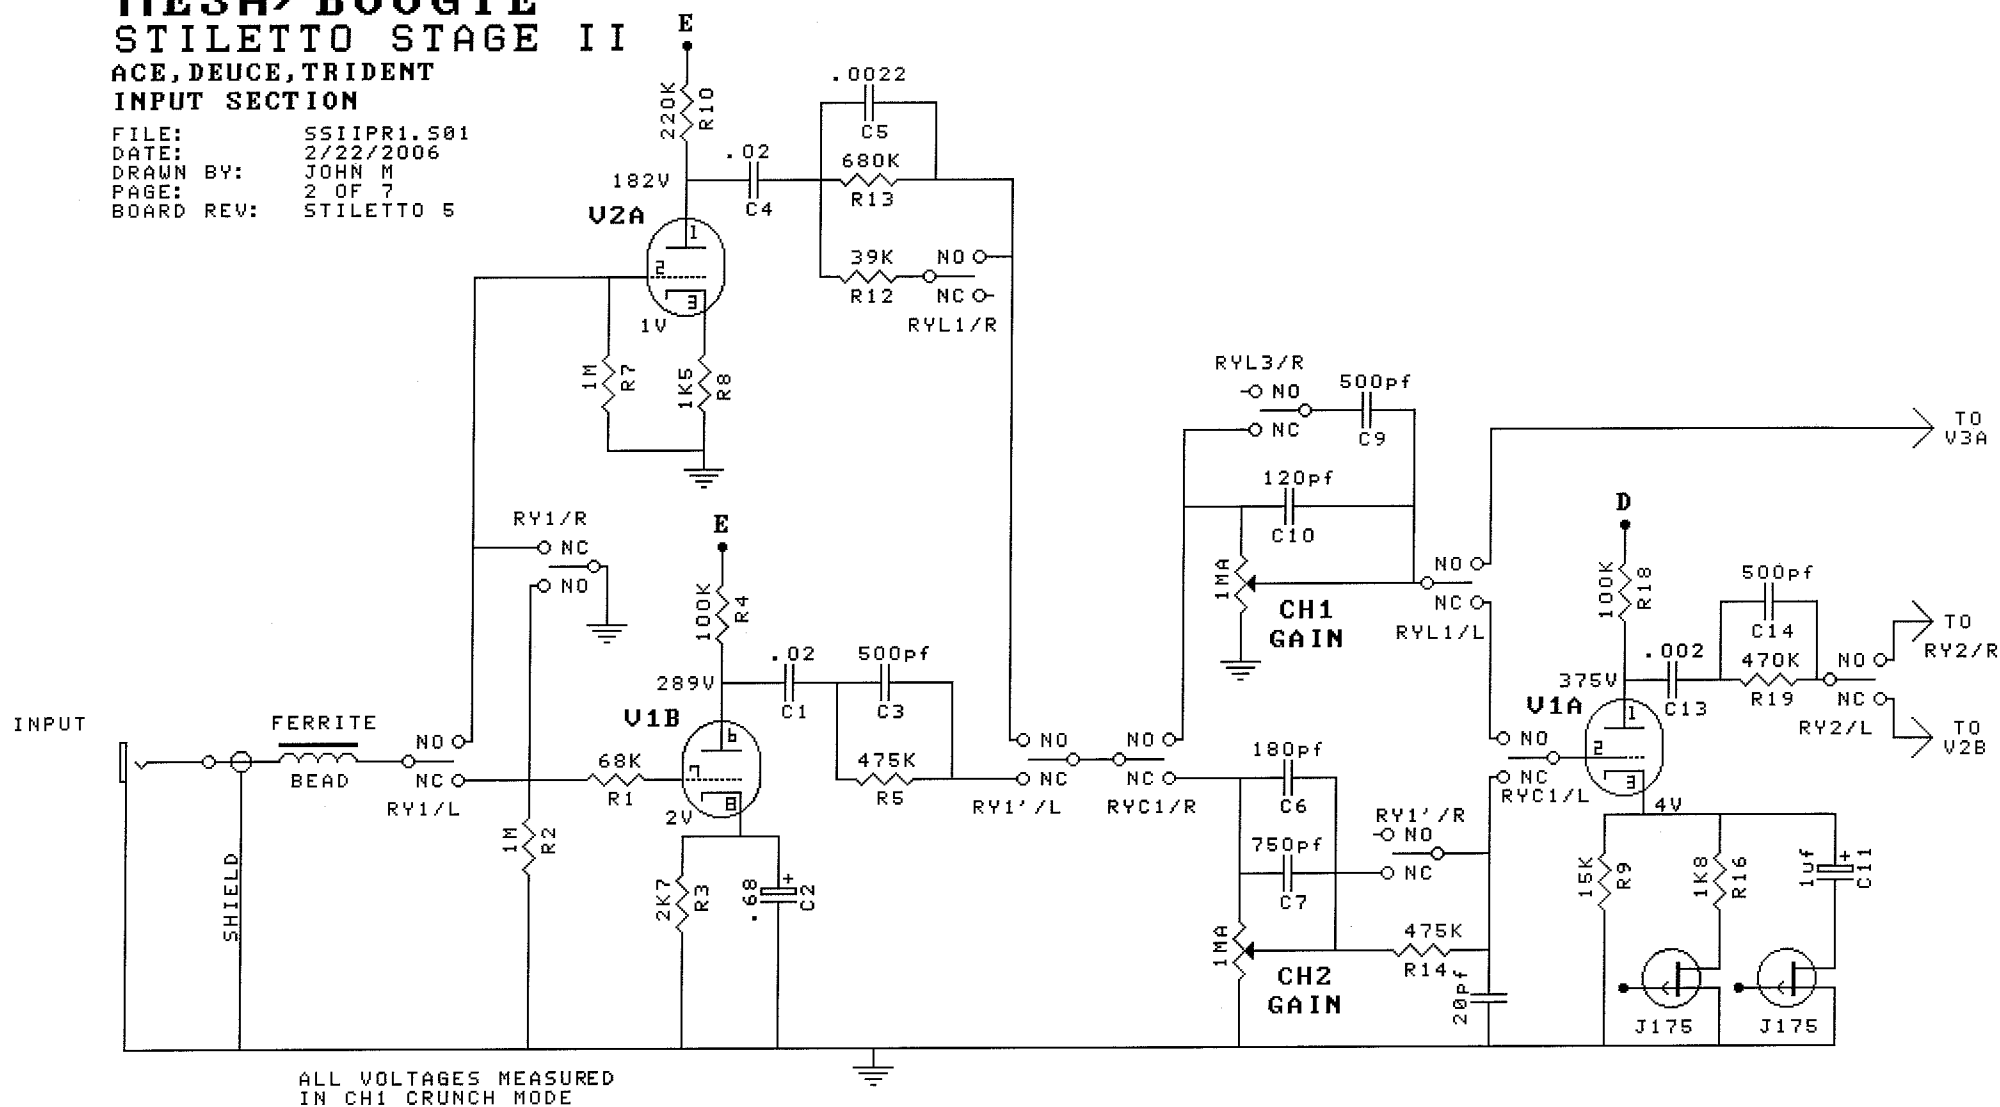 MESA/BOOGIE
STILETTO STAGE II
ACE,DEUCE,TRIDENT
INPUT SECTION
FILE: SSIIPR1.S01
DATE: 2/22/2006
DRAWN BY: JOHN M
PAGE: 2 OF 7
BOARD REV: STILETTO 5
E
220K
R10
.0022
C5
.02
C4
680K
R13
182V
V2A
1
2
3
1V
39K
R12
NO
NC
RYL1/R
1M
R7
1K5
R8
RYL3/R
NO
NC
500pf
C9
120pf
C10
TO
V3A
RY1/R
NC
NO
E
100K
R4
1MA
CH1
GAIN
NO
NC
RYL1/L
D
100K
R18
500pf
C14
.002
C13
470K
R19
375V
V1A
1
2
3
4V
NO
NC
RY2/L
TO
RY2/R
TO
V2B
289V
V1B
6
7
8
2V
.02
C1
500pf
C3
475K
R5
INPUT
FERRITE
BEAD
NO
NC
RY1/L
68K
R1
NO
NC
RY1'/L
NO
NC
RYC1/R
180pf
C6
750pf
C7
NO
NC
RYC1/L
RY1'/R
NO
NC
1M
R2
SHIELD
2K7
R3
.68
+
C2
1MA
CH2
GAIN
475K
R14
20pf
15K
R9
1K8
R16
1uf
+
C11
J175
J175
ALL VOLTAGES MEASURED
IN CH1 CRUNCH MODE